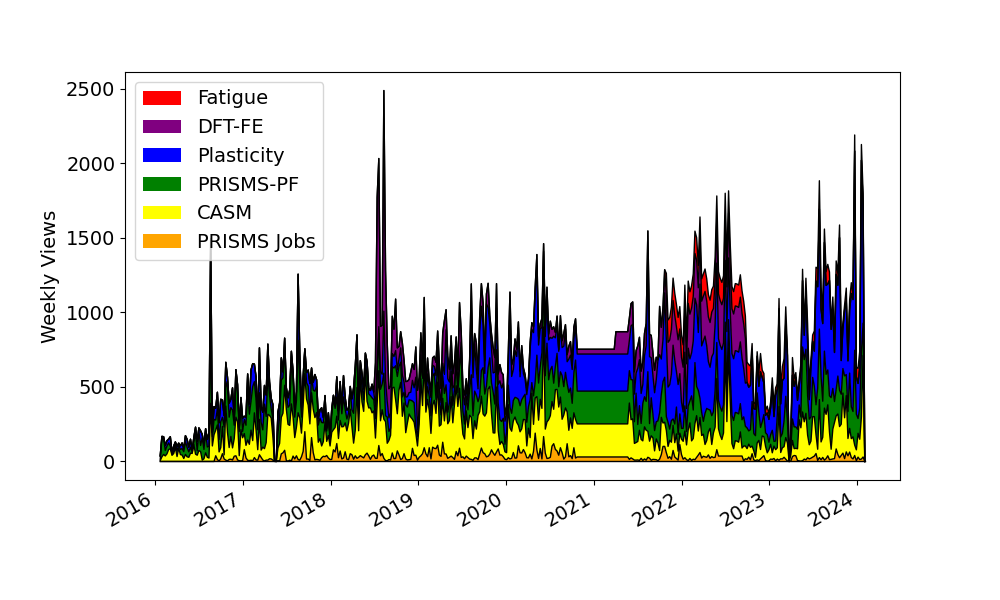 2500
2000
1500
1000
500
0
Weekly Views
Fatigue
DFT-FE
Plasticity
PRISMS-PF
CASM
PRISMS Jobs
2016
2017
2018
2019
2020
2021
2022
2023
2024